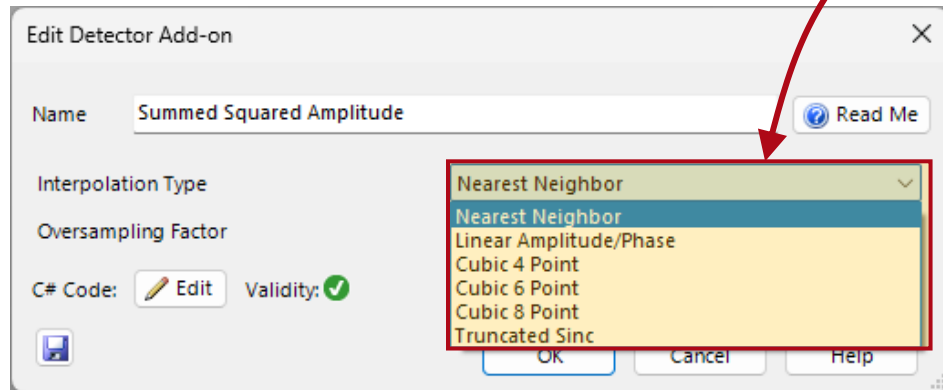 Edit Detector Add-on
Name Summed Squared Amplitude Read Me
Interpolation Type Nearest Neighbor
Nearest Neighbor
Oversampling Factor
Linear Amplitude/Phase
Cubic 4 Point
C# Code: Edit Validity:
Cubic 6 Point
Cubic 8 Point
Truncated Sinc
OK Cancel Help